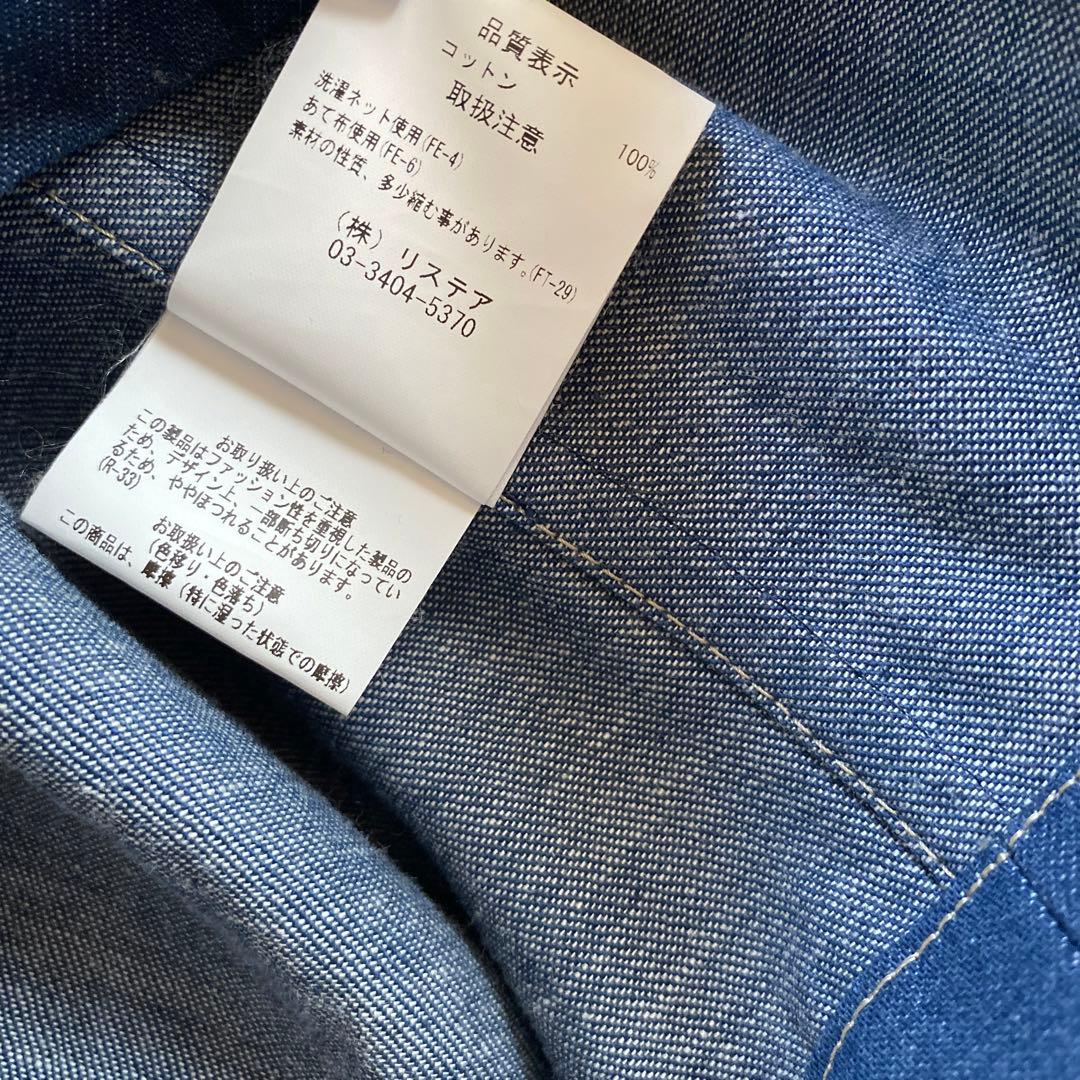 品質表示
コットン 100%
取扱注意
洗濯ネット使用(FE-4)
あて布使用(FE-6)
素材の性質、多少縮む事があります。(FT-29)
(株) リステア
03-3404-5370
お取り扱い上のご注意
この製品はファッション性を重視した製品の
ため、デザイン上、一部断ち切りになってい
るため、ややほつれることがあります。
(R-33)
お取扱い上のご注意
(色移り・色落ち)
この商品は、摩擦(特に湿った状態での摩擦)